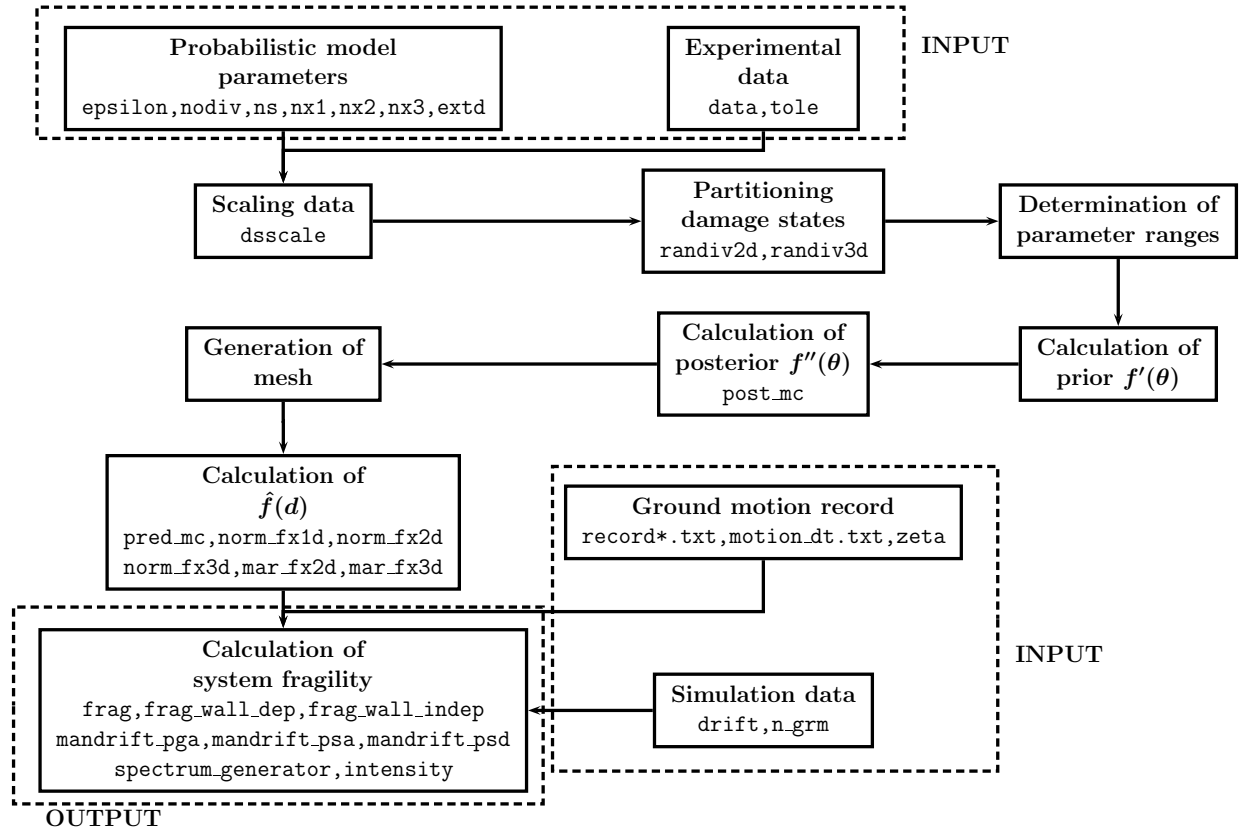 Probabilistic model
parameters
epsilon,nodiv,ns,nx1,nx2,nx3,extd
Experimental
data
data,tole
INPUT
Scaling data
dsscale
Partitioning
damage states
randiv2d,randiv3d
Determination of
parameter ranges
Generation of
mesh
Calculation of
posterior f′′(θ)
post_mc
Calculation of
prior f′(θ)
Calculation of
f̂(d)
pred_mc,norm_fx1d,norm_fx2d
norm_fx3d,mar_fx2d,mar_fx3d
Ground motion record
record*.txt,motion_dt.txt,zeta
Calculation of
system fragility
frag,frag_wall_dep,frag_wall_indep
mandrift_pga,mandrift_psa,mandrift_psd
spectrum_generator,intensity
Simulation data
drift,n_grm
INPUT
OUTPUT